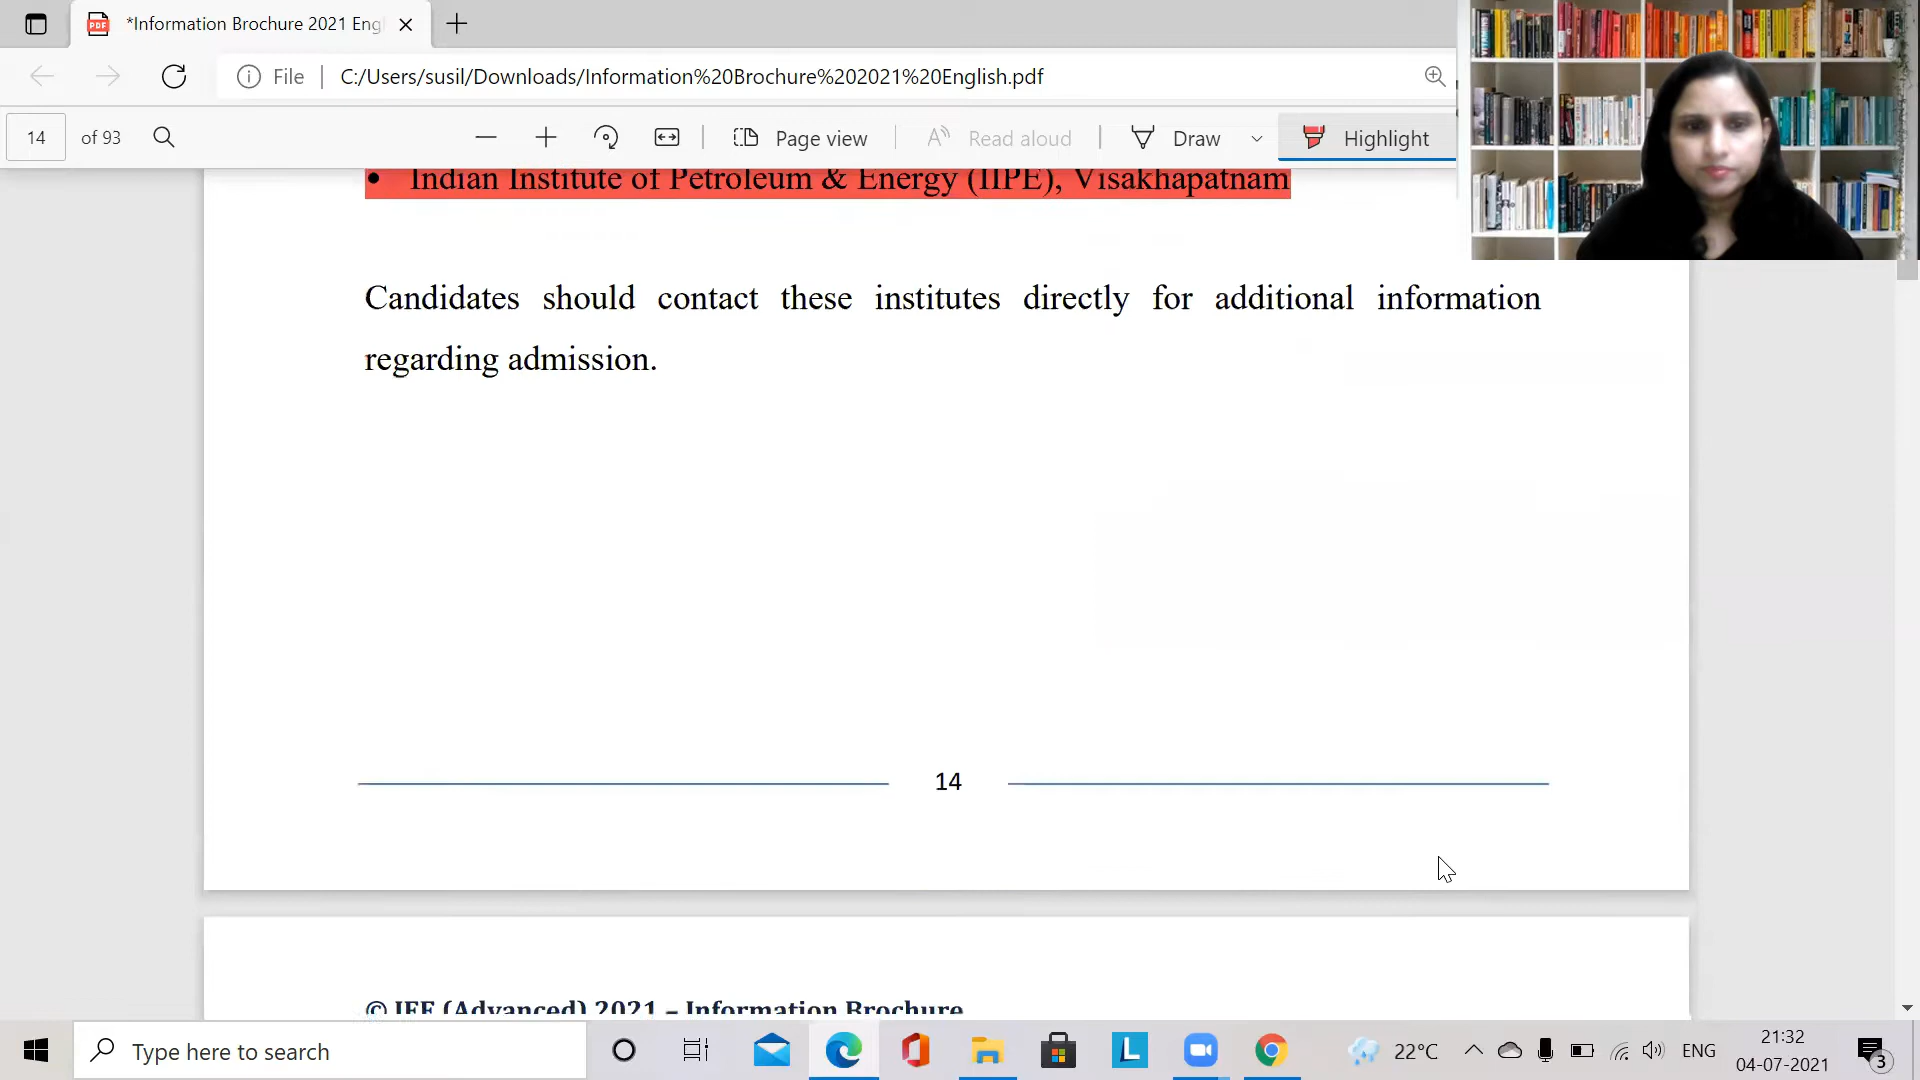 *Information Brochure 2021 Eng
File
C:/Users/susil/Downloads/Information%20Brochure%202021%20English.pdf
14 of 93
Page view
Read aloud
Draw
Highlight
• Indian Institute of Petroleum & Energy (IIPE), Visakhapatnam
Candidates should contact these institutes directly for additional information
regarding admission.
14
© JEE (Advanced) 2021 – Information Brochure
Type here to search
22°C
ENG
21:32
04-07-2021
3